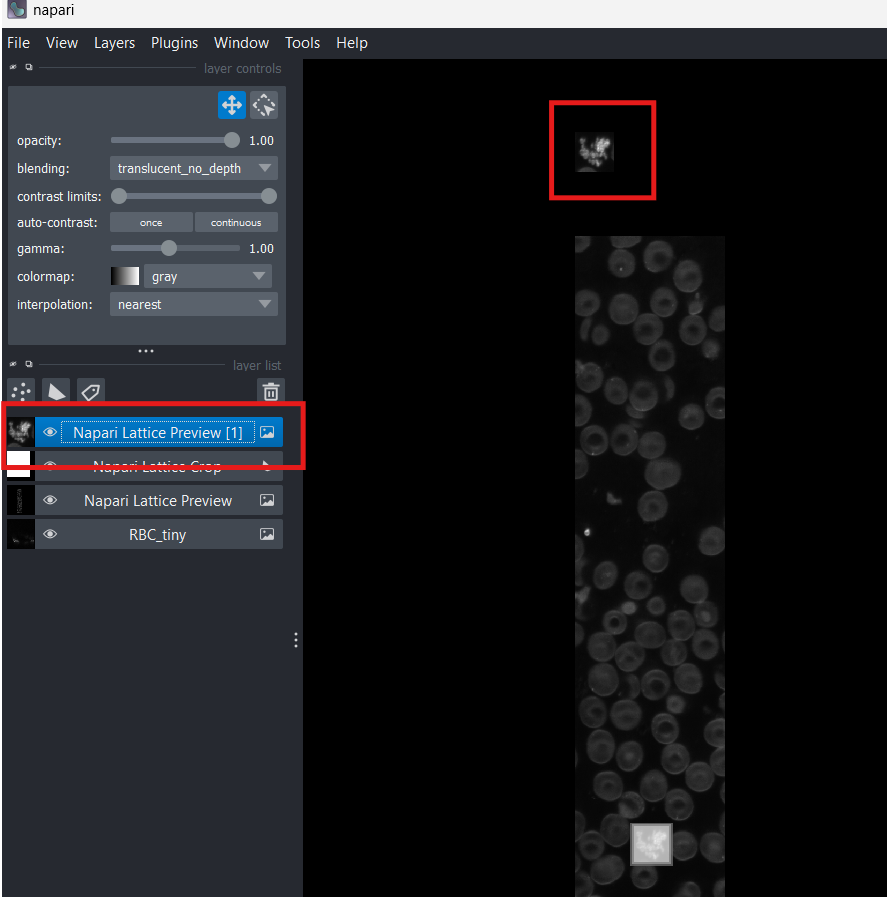 napari
File View Layers Plugins Window Tools Help
layer controls
opacity: 1.00
blending: translucent_no_depth
contrast limits:
auto-contrast: once continuous
gamma: 1.00
colormap: gray
interpolation: nearest
layer list
Napari Lattice Preview [1]
Napari Lattice Crop
Napari Lattice Preview
RBC_tiny